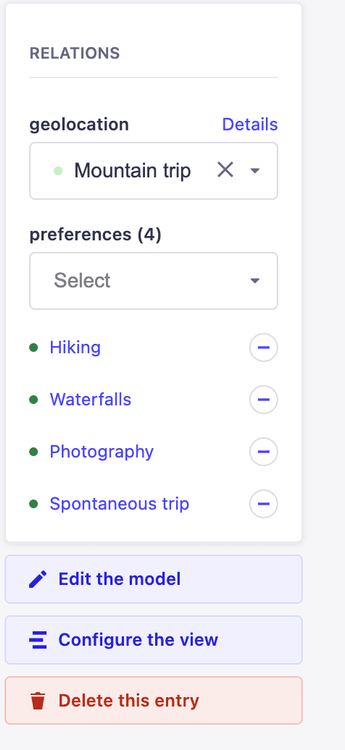 RELATIONS
geolocation Details
Mountain trip
preferences (4)
Select
Hiking
Waterfalls
Photography
Spontaneous trip
Edit the model
Configure the view
Delete this entry